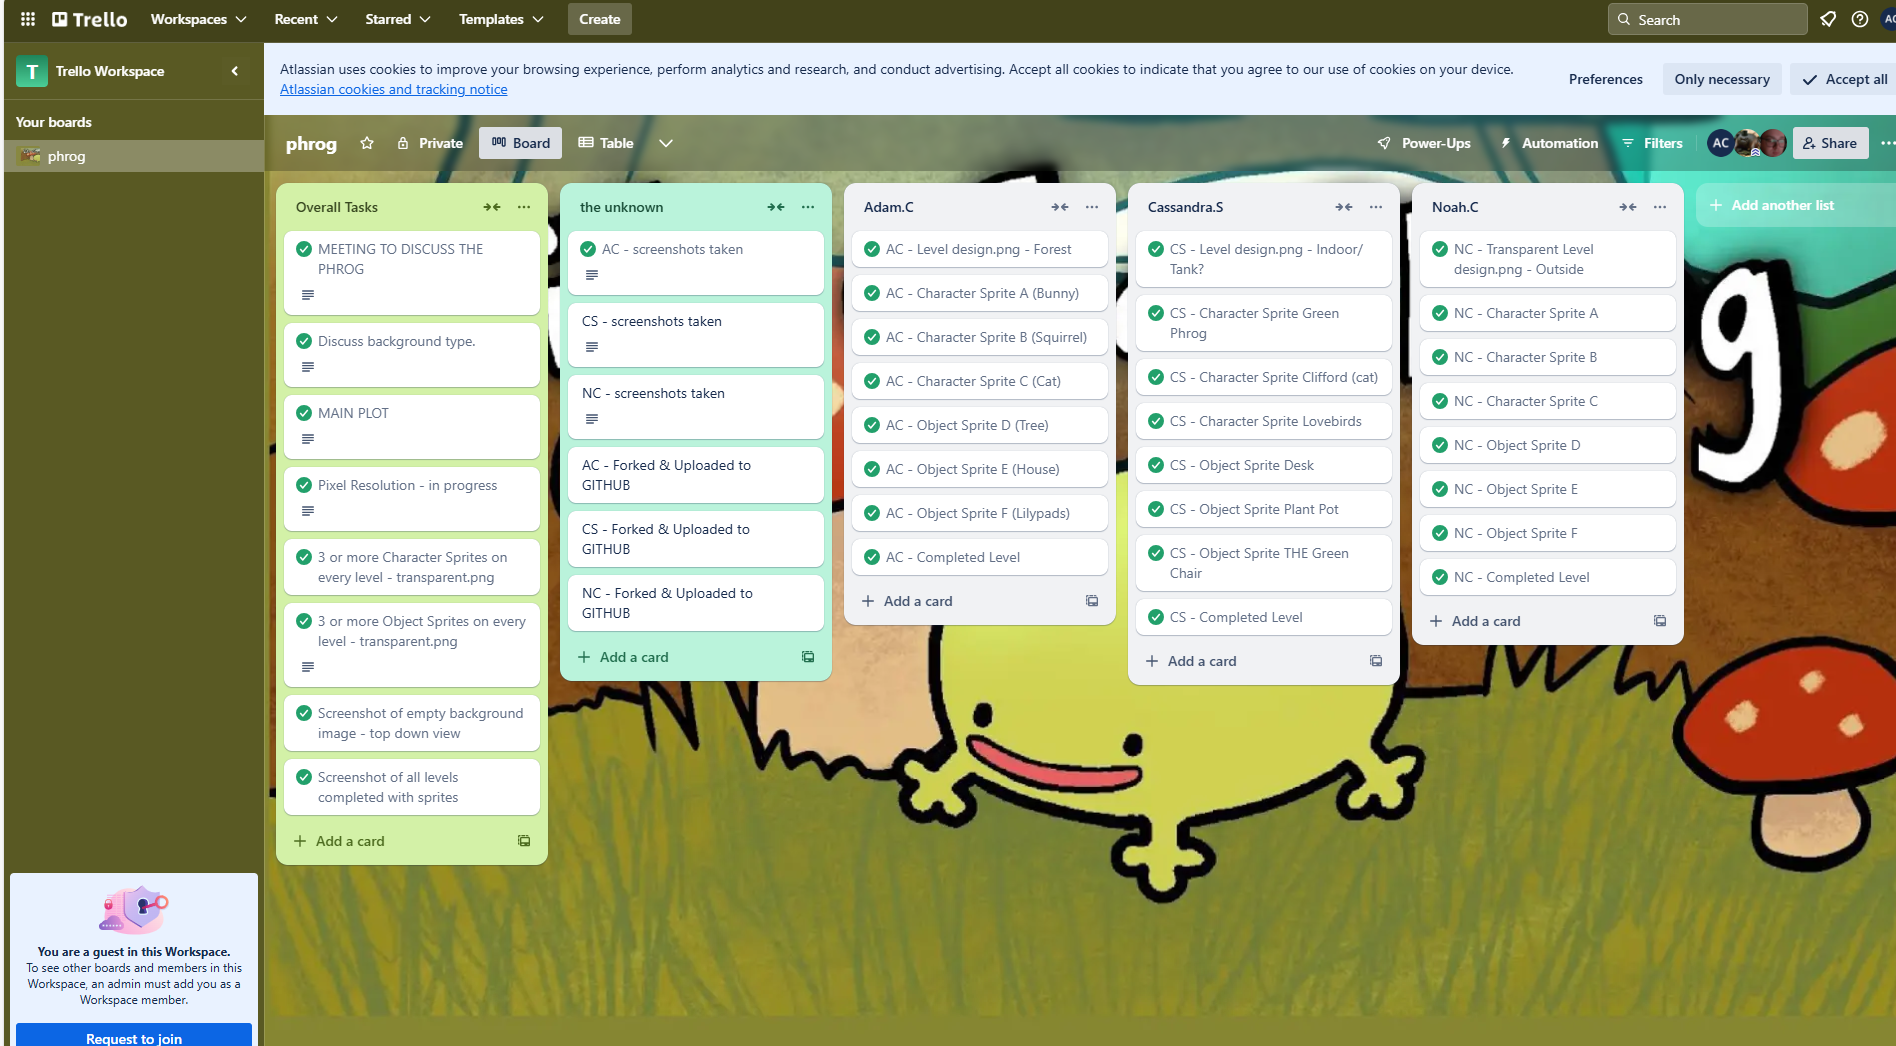 Trello
Workspaces
Recent
Starred
Templates
Create
Search
AC
T
Trello Workspace
Your boards
phrog
Atlassian uses cookies to improve your browsing experience, perform analytics and research, and conduct advertising. Accept all cookies to indicate that you agree to our use of cookies on your device.
Atlassian cookies and tracking notice
Preferences
Only necessary
Accept all
phrog
Private
Board
Table
Power-Ups
Automation
Filters
AC
Share
Overall Tasks
MEETING TO DISCUSS THE
PHROG
Discuss background type.
MAIN PLOT
Pixel Resolution - in progress
3 or more Character Sprites on
every level - transparent.png
3 or more Object Sprites on every
level - transparent.png
Screenshot of empty background
image - top down view
Screenshot of all levels
completed with sprites
Add a card
the unknown
AC - screenshots taken
CS - screenshots taken
NC - screenshots taken
AC - Forked & Uploaded to
GITHUB
CS - Forked & Uploaded to
GITHUB
NC - Forked & Uploaded to
GITHUB
Add a card
Adam.C
AC - Level design.png - Forest
AC - Character Sprite A (Bunny)
AC - Character Sprite B (Squirrel)
AC - Character Sprite C (Cat)
AC - Object Sprite D (Tree)
AC - Object Sprite E (House)
AC - Object Sprite F (Lilypads)
AC - Completed Level
Add a card
Cassandra.S
CS - Level design.png - Indoor/
Tank?
CS - Character Sprite Green
Phrog
CS - Character Sprite Clifford (cat)
CS - Character Sprite Lovebirds
CS - Object Sprite Desk
CS - Object Sprite Plant Pot
CS - Object Sprite THE Green
Chair
CS - Completed Level
Add a card
Noah.C
NC - Transparent Level
design.png - Outside
NC - Character Sprite A
NC - Character Sprite B
NC - Character Sprite C
NC - Object Sprite D
NC - Object Sprite E
NC - Object Sprite F
NC - Completed Level
Add a card
Add another list
g
You are a guest in this Workspace.
To see other boards and members in this
Workspace, an admin must add you as a
Workspace member.
Request to join